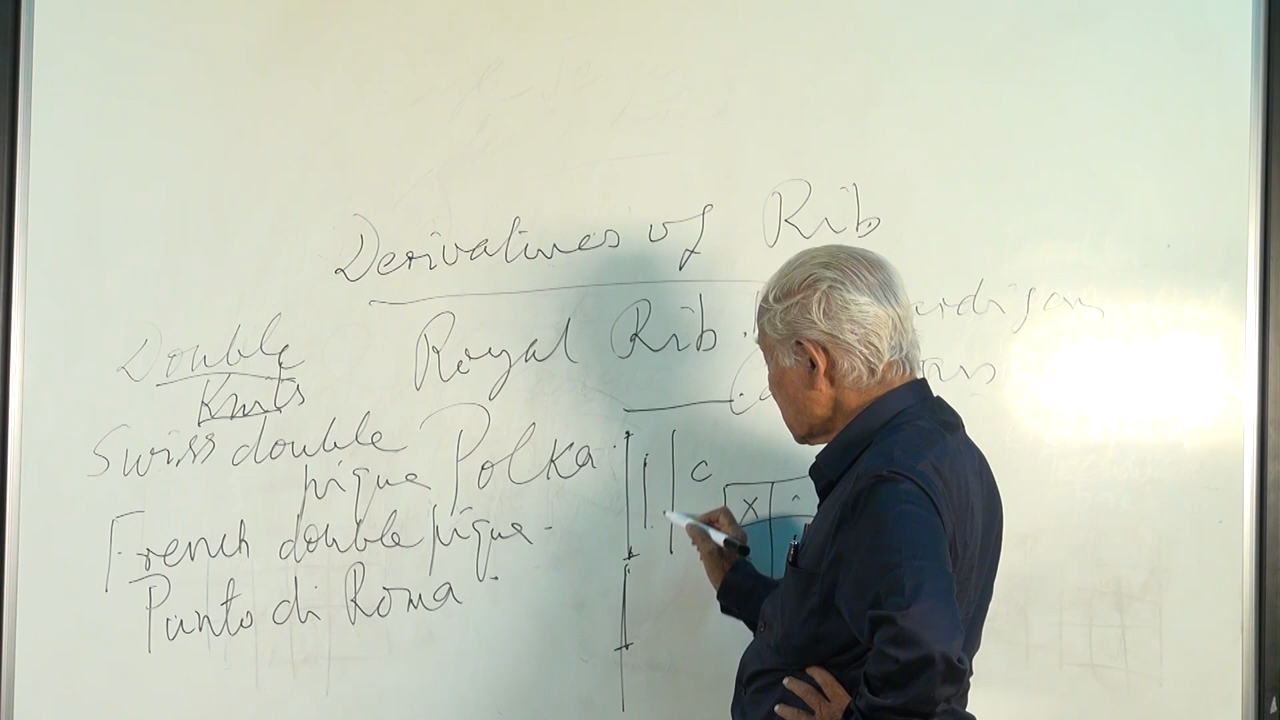 Derivatives of Rib
Royal Rib.
Double
Knits
Swiss double
pique Polka
French double pique
Punto di Roma
C
X